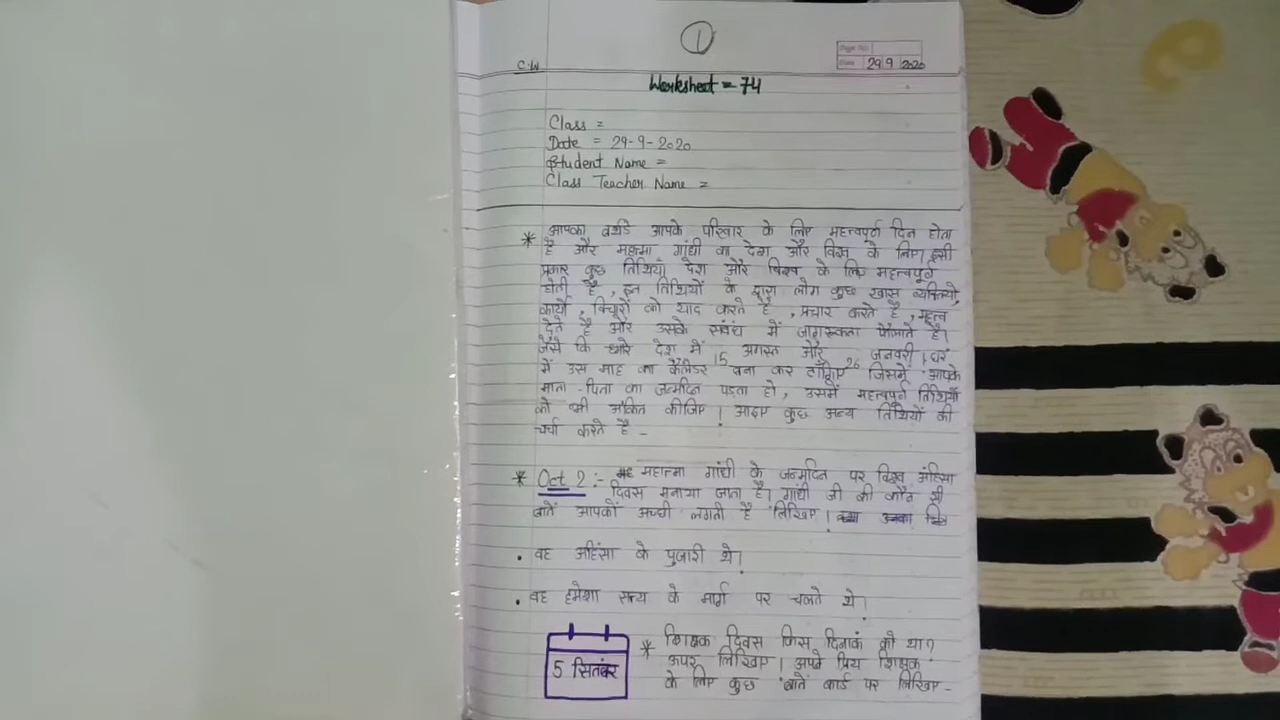 1
C.W
Page No.
Date 29 9 2020
Worksheet = 74
Class =
Date = 29-9-2020
Student Name =
Class Teacher Name =
* आपका बर्थडे आपके परिवार के लिए महत्त्वपूर्ण दिन होता
है और महात्मा गांधी का देश और विश्व के लिए। इसी
प्रकार कुछ तिथियाँ देश और विश्व के लिए महत्त्वपूर्ण
होती हैं, इन तिथियों के द्वारा लोग कुछ खास व्यक्तियो,
कार्यो, विचारों को याद करते है, प्रचार करते है, महत्व
देते है और उसके संबंध में जागरूकता फैलाते है।
जैसे कि हमारे देश में 15 अगस्त और 26 जनवरी। घर
में उस माह का कैलेंडर बना कर टाँगिए जिसमें आपके
माता-पिता का जन्मदिन पड़ता हो, उसमें महत्वपूर्ण तिथियों
को भी अंकित कीजिए। आइए कुछ अन्य तिथियों की
चर्चा करते है -
* Oct 2 :- महात्मा गांधी के जन्मदिन पर विश्व अंहिसा
दिवस मनाया जाता है। गांधी जी की कौन सी
बातें आपकों अच्छी लगती है लिखिए।
. वह अहिंसा के पुजारी थे।
. वह हमेशा सत्य के मार्ग पर चलते थे।
5 सितंबर
* शिक्षक दिवस किस दिनाकं को था?
ऊपर लिखिए। अपने प्रिय शिक्षक
के लिए कुछ बातें कार्ड पर लिखिए -